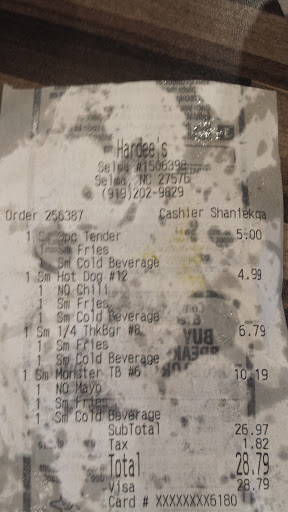 Hardee's
Selma #1506398
Selma, NC 27576
(919)202-9829
Order 256387 Cashier Shaniekqa
1 Sm 3pc Tender 5.00
1 Sm Fries
1 Sm Cold Beverage
1 Sm Hot Dog #12 4.99
1 NO Chili
1 Sm Fries
1 Sm Cold Beverage
1 Sm 1/4 ThkBgr #8 6.79
1 Sm Fries
1 Sm Cold Beverage
1 Sm Monster TB #6 10.19
NO Mayo
1 Sm Fries
1 Sm Cold Beverage
SubTotal 26.97
Tax 1.82
Total 28.79
Visa 28.79
Card # XXXXXXXX6180
BUY